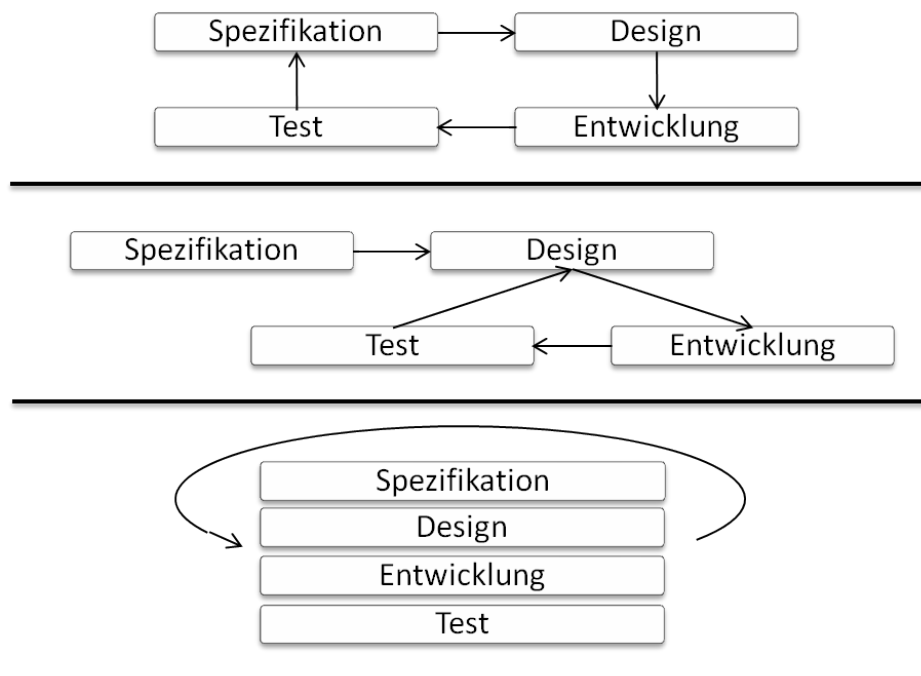 Spezifikation
Design
Test
Entwicklung
Spezifikation
Design
Test
Entwicklung
Spezifikation
Design
Entwicklung
Test